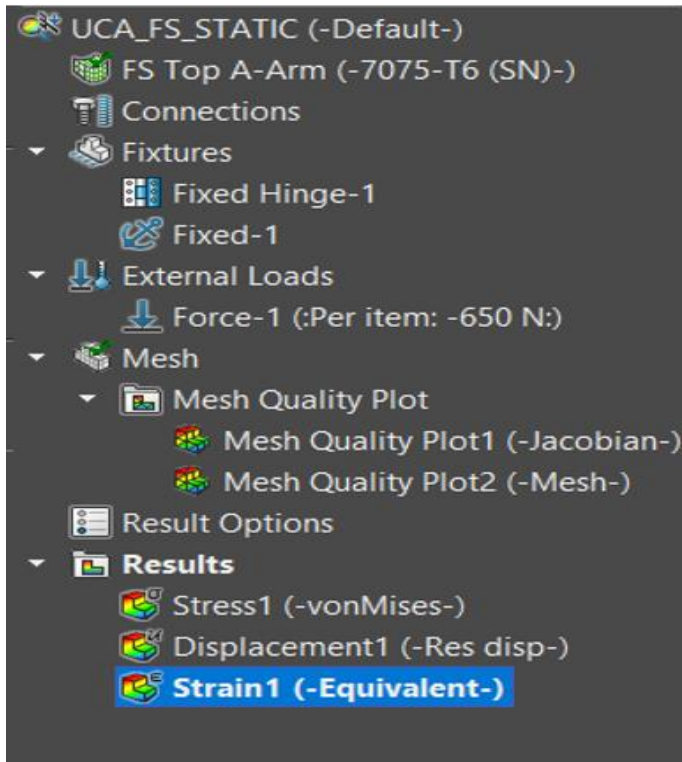 UCA_FS_STATIC (-Default-)
FS Top A-Arm (-7075-T6 (SN)-)
Connections
Fixtures
Fixed Hinge-1
Fixed-1
External Loads
Force-1 (:Per item: -650 N:)
Mesh
Mesh Quality Plot
Mesh Quality Plot1 (-Jacobian-)
Mesh Quality Plot2 (-Mesh-)
Result Options
Results
Stress1 (-vonMises-)
Displacement1 (-Res disp-)
Strain1 (-Equivalent-)